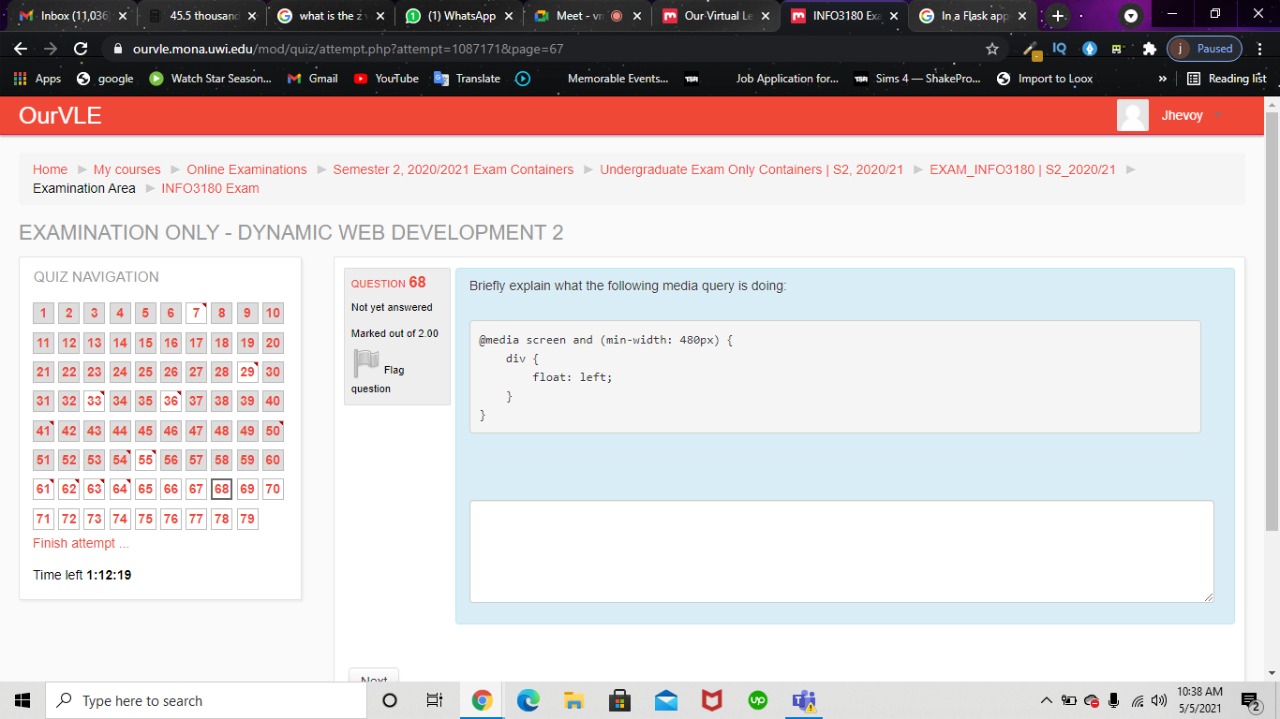 Inbox (11,036
45.5 thousand
what is the z v
(1) WhatsApp
Meet - vn
Our-Virtual Le
INFO3180 Exa
In a Flask app
ourvle.mona.uwi.edu/mod/quiz/attempt.php?attempt=1087171&page=67
IQ
j Paused
Apps google Watch Star Season... Gmail YouTube Translate Memorable Events... TSR Job Application for... TSR Sims 4 — ShakePro... Import to Loox » Reading list
OurVLE
Jhevoy
Home My courses Online Examinations Semester 2, 2020/2021 Exam Containers Undergraduate Exam Only Containers | S2, 2020/21 EXAM_INFO3180 | S2_2020/21
Examination Area INFO3180 Exam
EXAMINATION ONLY - DYNAMIC WEB DEVELOPMENT 2
QUIZ NAVIGATION
1 2 3 4 5 6 7 8 9 10
11 12 13 14 15 16 17 18 19 20
21 22 23 24 25 26 27 28 29 30
31 32 33 34 35 36 37 38 39 40
41 42 43 44 45 46 47 48 49 50
51 52 53 54 55 56 57 58 59 60
61 62 63 64 65 66 67 68 69 70
71 72 73 74 75 76 77 78 79
Finish attempt ...
Time left 1:12:19
QUESTION 68
Not yet answered
Marked out of 2.00
Flag
question
Briefly explain what the following media query is doing:
@media screen and (min-width: 480px) {
div {
float: left;
}
}
Next
Type here to search
up
10:38 AM
5/5/2021
2